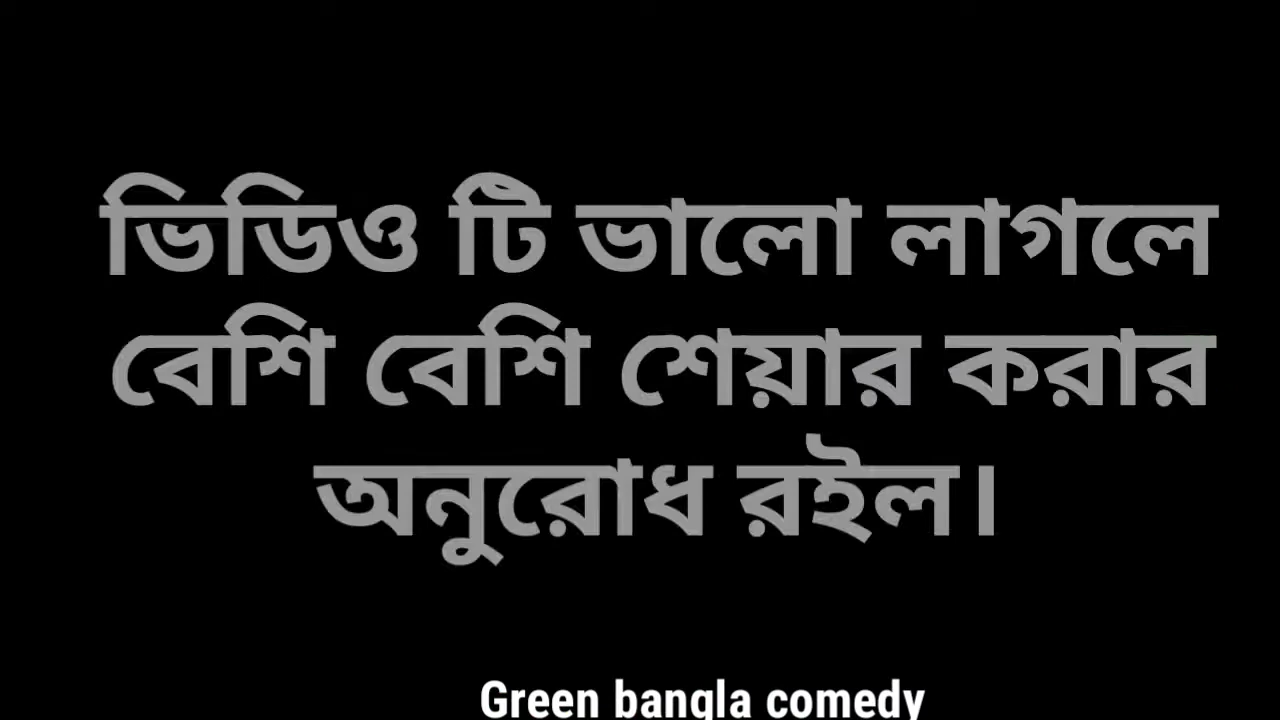 ভিডিও টি ভালো লাগলে
বেশি বেশি শেয়ার করার
অনুরোধ রইল।
Green bangla comedy